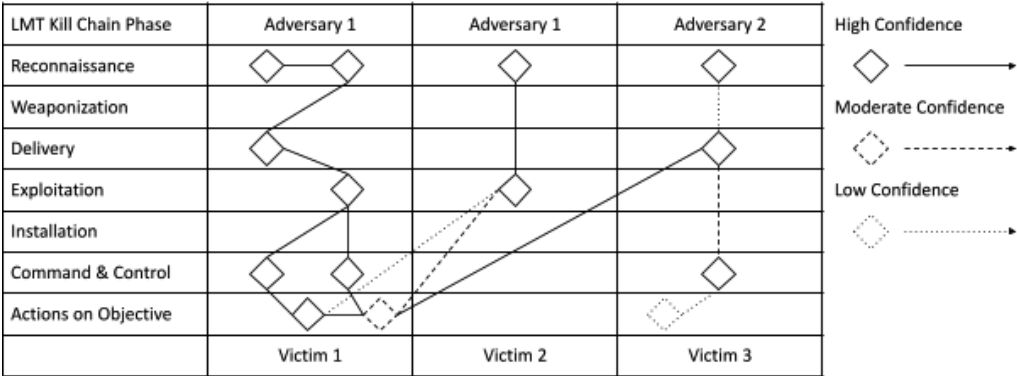 LMT Kill Chain Phase Adversary 1 Adversary 1 Adversary 2
Reconnaissance
Weaponization
Delivery
Exploitation
Installation
Command & Control
Actions on Objective
Victim 1 Victim 2 Victim 3
High Confidence
Moderate Confidence
Low Confidence